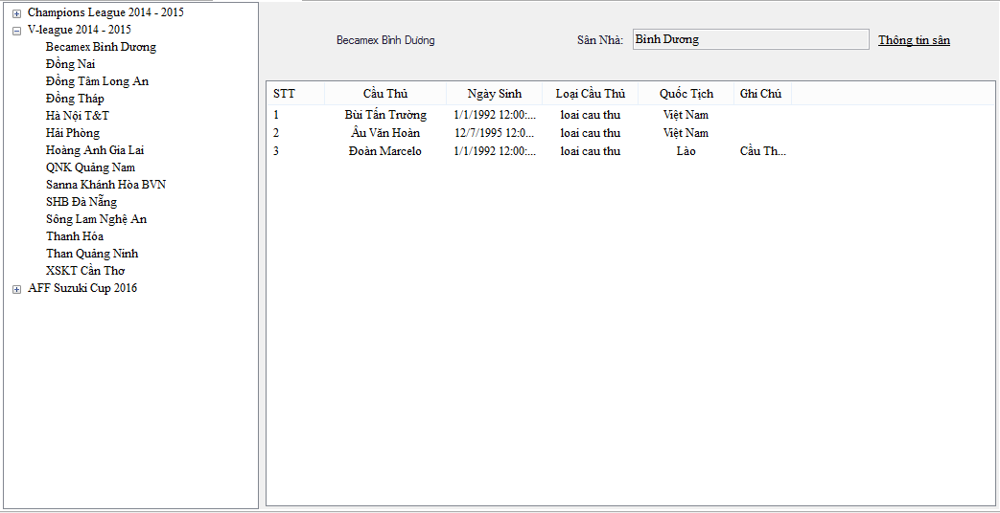 Champions League 2014 - 2015
V-league 2014 - 2015
Becamex Bình Dương
Đồng Nai
Đồng Tâm Long An
Đồng Tháp
Hà Nội T&T
Hải Phòng
Hoàng Anh Gia Lai
QNK Quảng Nam
Sanna Khánh Hòa BVN
SHB Đà Nẵng
Sông Lam Nghệ An
Thanh Hóa
Than Quảng Ninh
XSKT Cần Thơ
AFF Suzuki Cup 2016
Becamex Bình Dương Sân Nhà: Bình Dương Thông tin sân
STT Cầu Thủ Ngày Sinh Loại Cầu Thủ Quốc Tịch Ghi Chú
1 Bùi Tấn Trường 1/1/1992 12:00:... loai cau thu Việt Nam
2 Âu Văn Hoàn 12/7/1995 12:0... loai cau thu Việt Nam
3 Đoàn Marcelo 1/1/1992 12:00:... loai cau thu Lào Cầu Th...